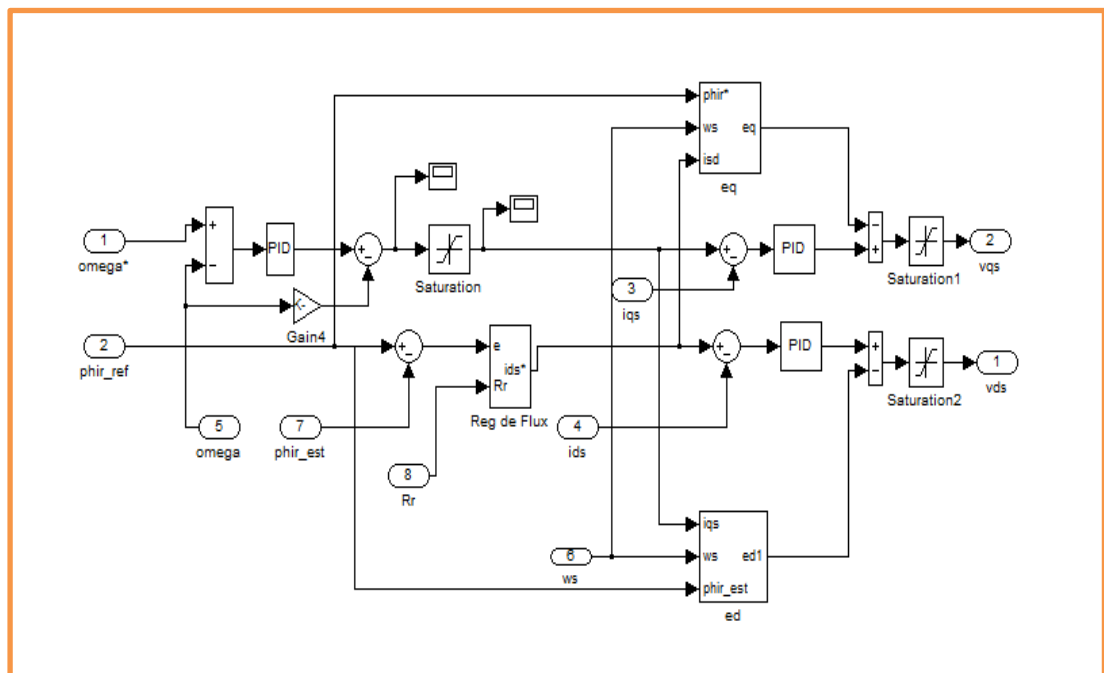 phir*
ws
eq
isd
eq
+
−
PID
+
−
Saturation
1
omega*
K-
Gain4
3
iqs
+
−
PID
−
+
Saturation1
2
vqs
2
phir_ref
+
−
e
ids*
Rr
Reg de Flux
+
−
PID
+
−
Saturation2
1
vds
5
omega
7
phir_est
8
Rr
4
ids
6
ws
iqs
ws
ed1
phir_est
ed